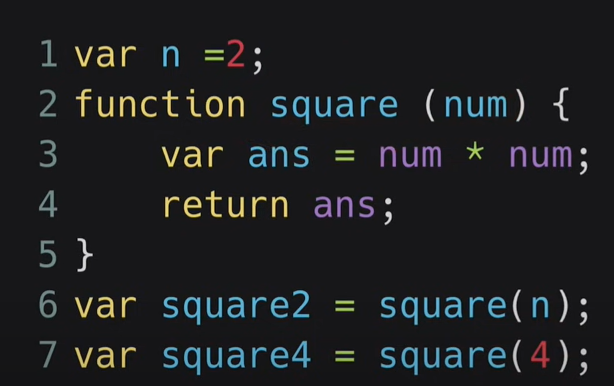 1 var n =2;
2 function square (num) {
3     var ans = num * num;
4     return ans;
5 }
6 var square2 = square(n);
7 var square4 = square(4);